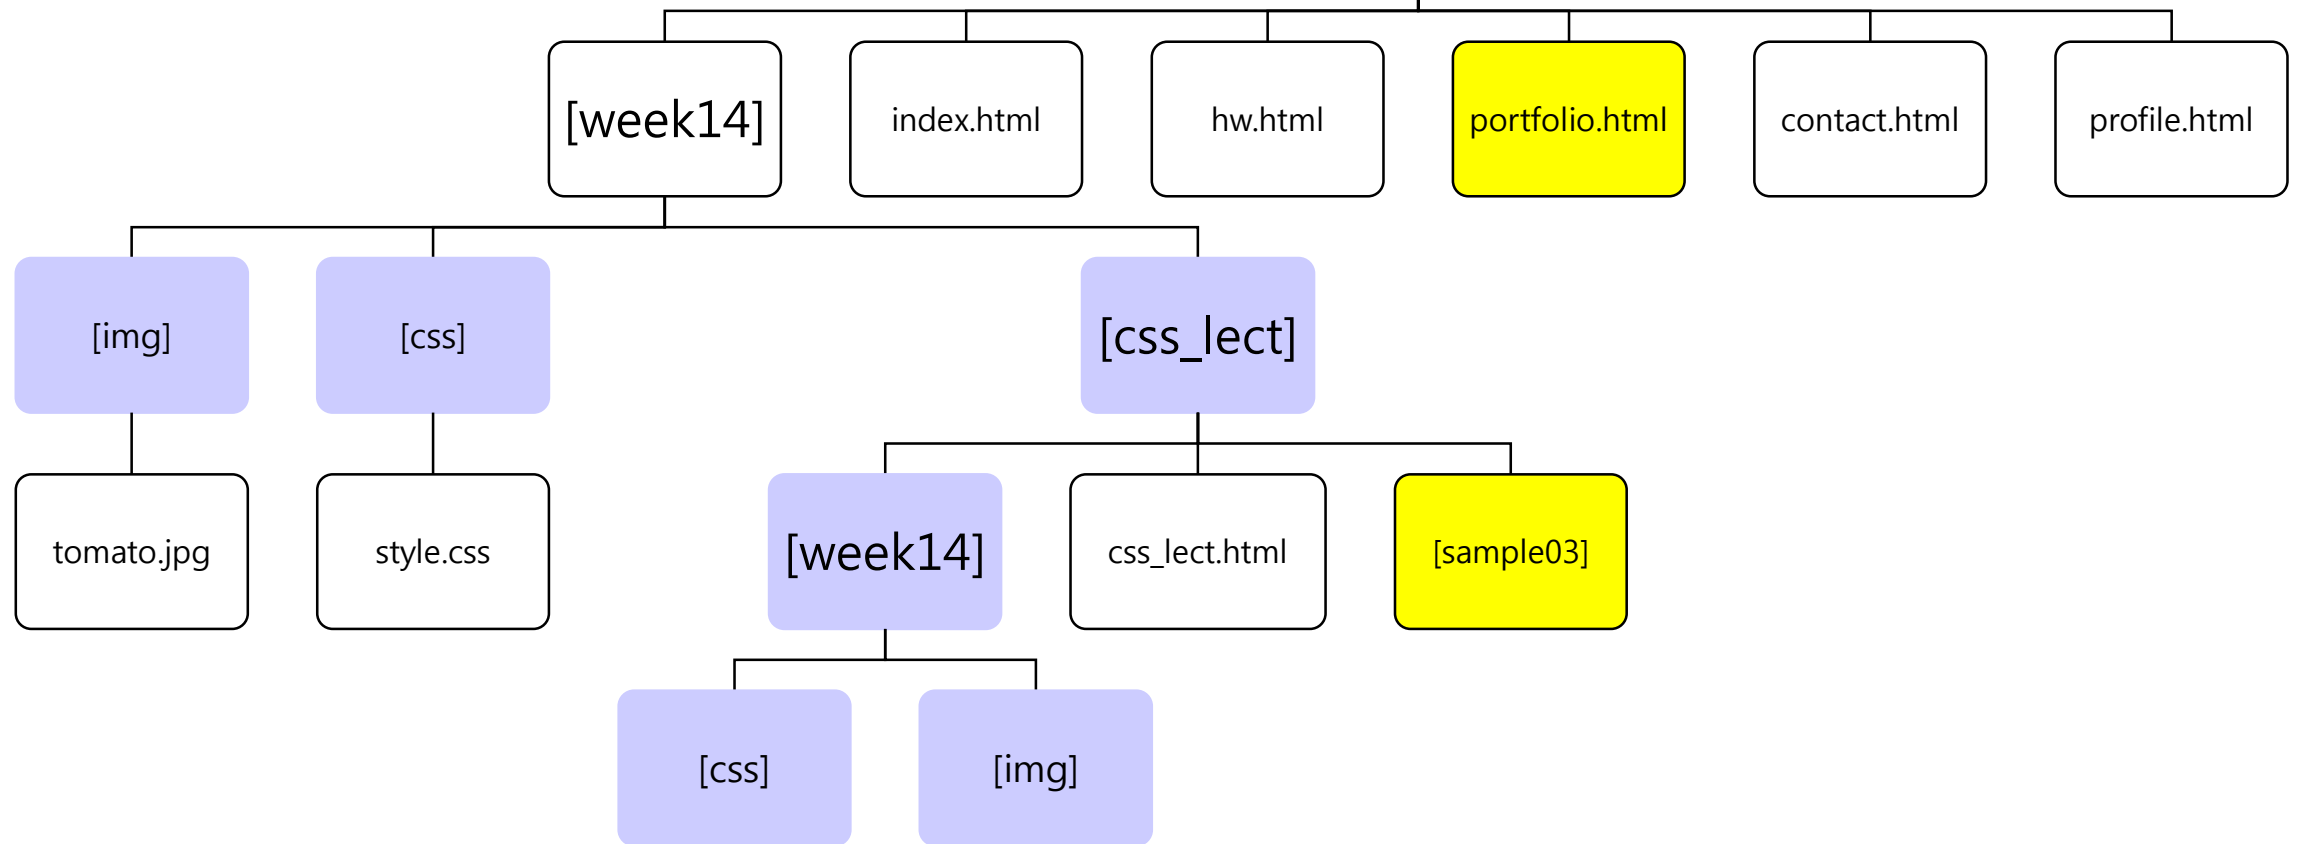 [week14]
index.html
hw.html
portfolio.html
contact.html
profile.html
[img]
[css]
[css_lect]
tomato.jpg
style.css
[week14]
css_lect.html
[sample03]
[css]
[img]